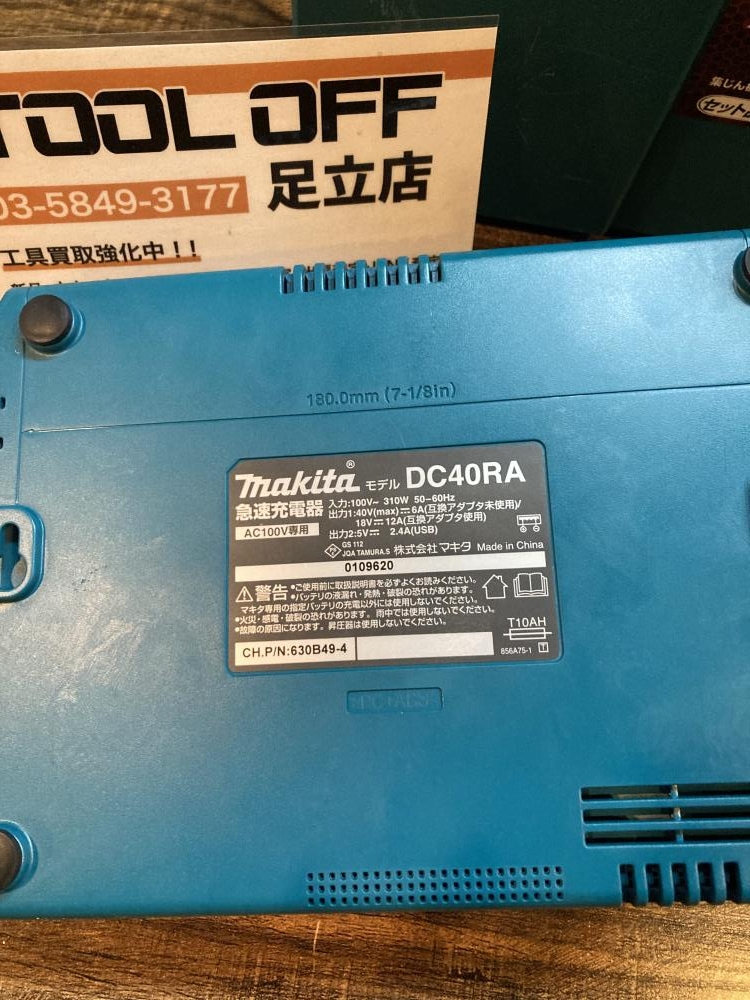 TOOL OFF
03-5849-3177 足立店
工具買取強化中！！
セット
180.0mm (7-1/8in)
makita® モデル DC40RA
急速充電器
AC100V専用
入力:100V~ 310W 50-60Hz
出力1:40V(max)⎓6A(互換アダプタ未使用)/
18V⎓12A(互換アダプタ使用)
出力2:5V⎓ 2.4A(USB)
GS 112
JQA TAMURA.S 株式会社マキタ Made in China
0109620
⚠警告
•ご使用前に取扱説明書を必ずよくお読みください。
•バッテリの液漏れ・発熱・破裂の恐れがあります。
マキタ専用の指定バッテリの充電以外には使用しないでください。
•火災・感電・破裂の恐れがあります。雨中では使用しないでください。
•故障の原因になります。昇圧器は使用しないでください。
CH.P/N:630B49-4
T10AH
656A75-1 T